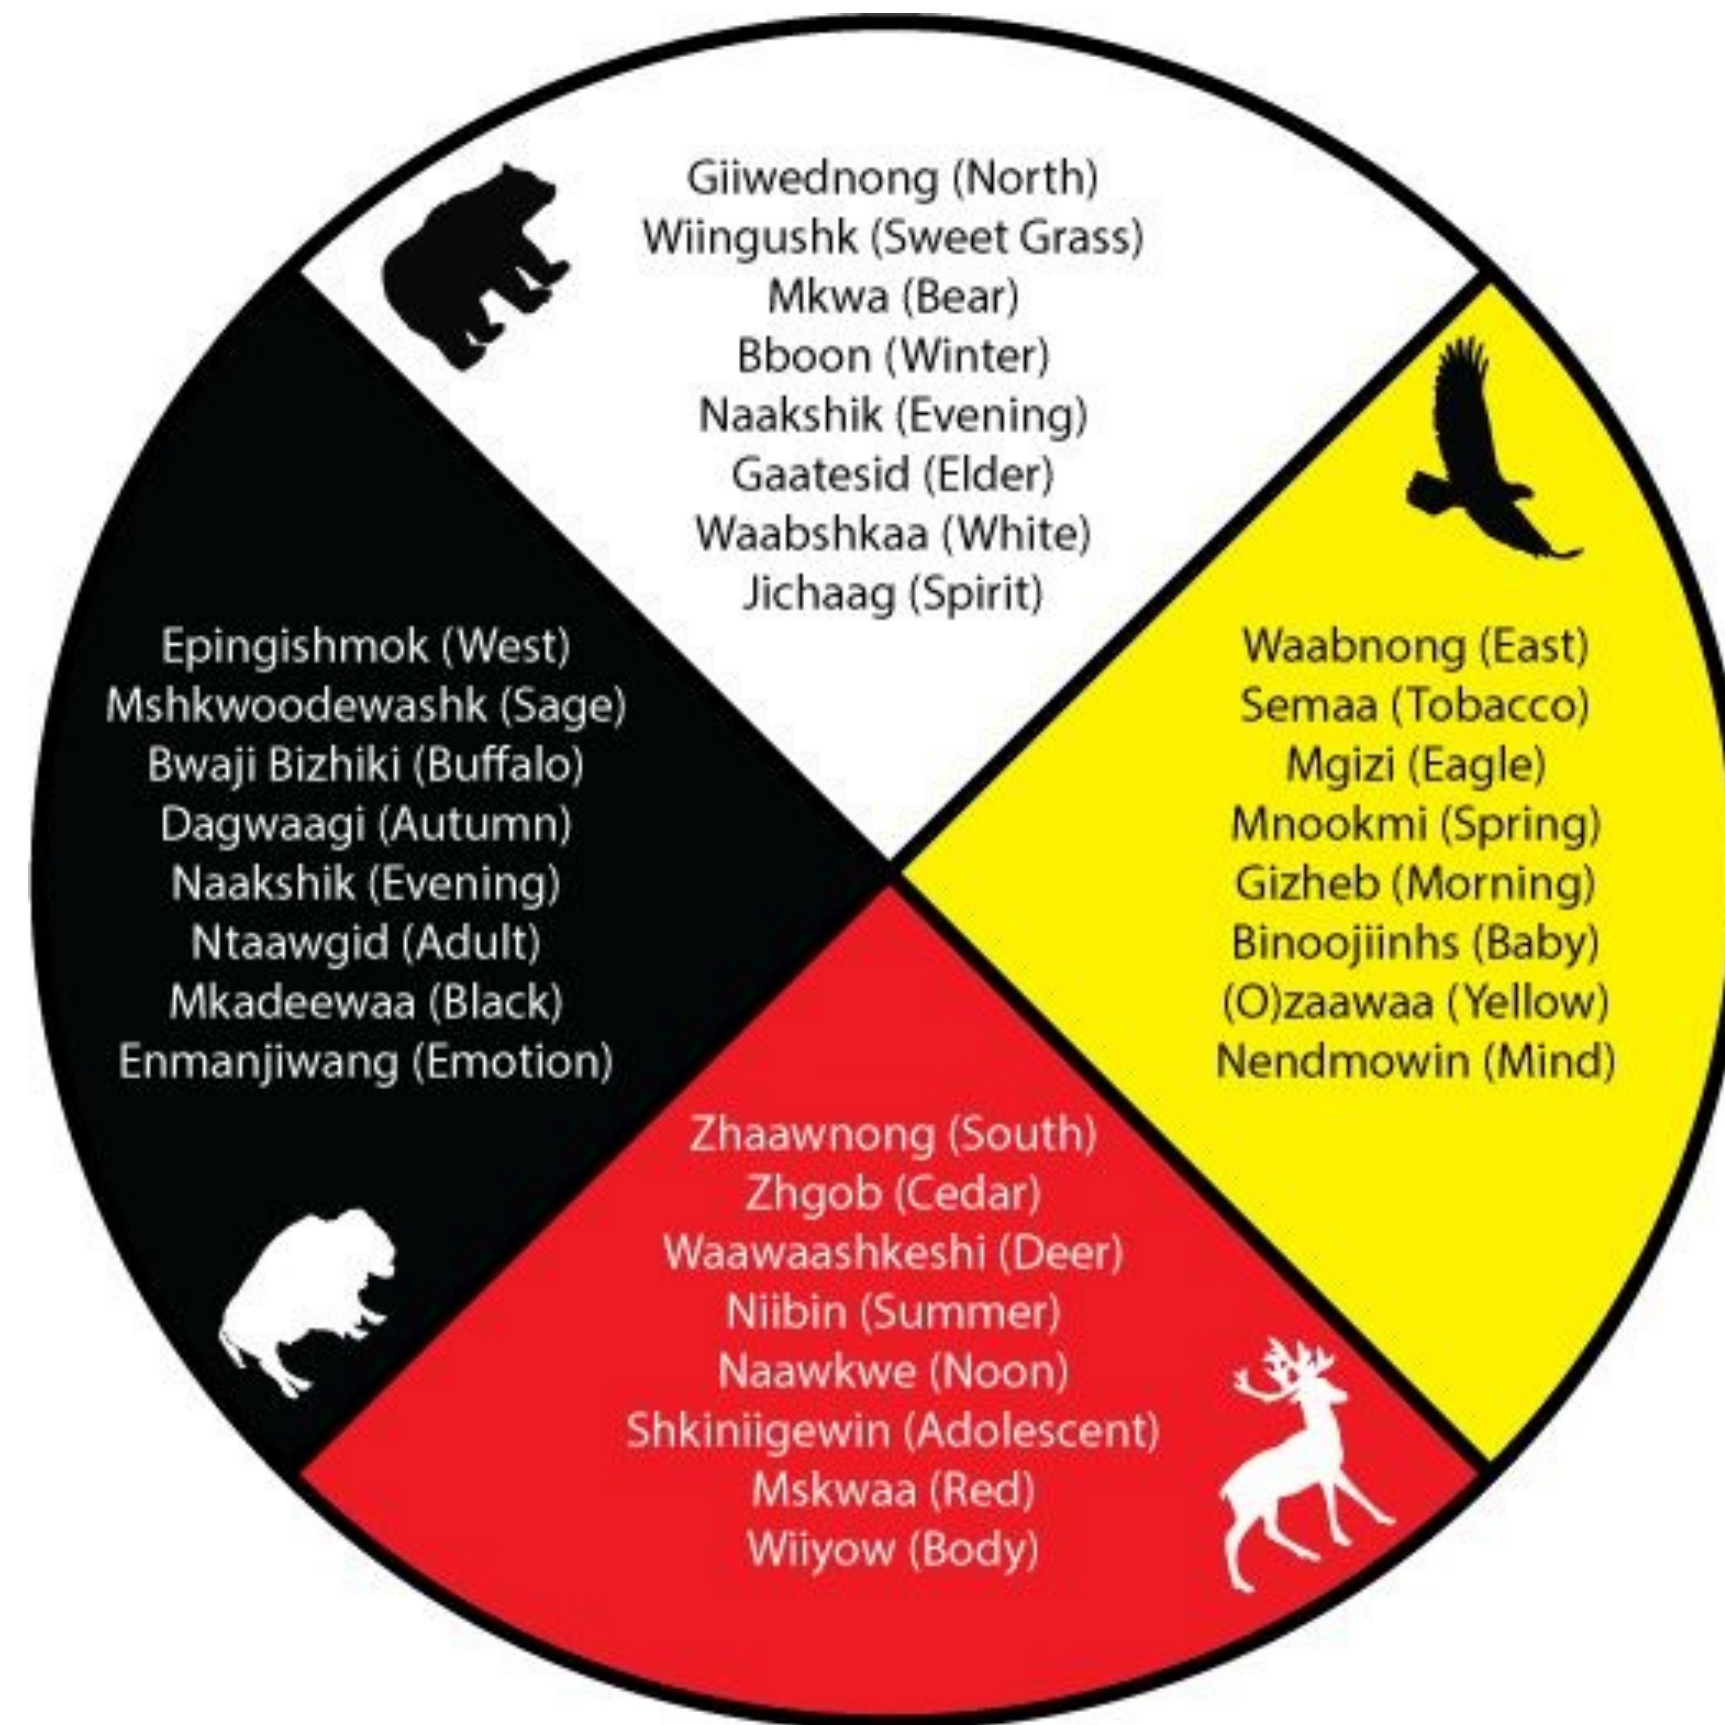 Giiwednong (North)
Wiingushk (Sweet Grass)
Mkwa (Bear)
Bboon (Winter)
Naakshik (Evening)
Gaatesid (Elder)
Waabshkaa (White)
Jichaag (Spirit)
Epingishmok (West)
Mshkwoodewashk (Sage)
Bwaji Bizhiki (Buffalo)
Dagwaagi (Autumn)
Naakshik (Evening)
Ntaawgid (Adult)
Mkadeewaa (Black)
Enmanjiwang (Emotion)
Waabnong (East)
Semaa (Tobacco)
Mgizi (Eagle)
Mnookmi (Spring)
Gizheb (Morning)
Binoojiinhs (Baby)
(O)zaawaa (Yellow)
Nendmowin (Mind)
Zhaawnong (South)
Zhgob (Cedar)
Waawaashkeshi (Deer)
Niibin (Summer)
Naawkwe (Noon)
Shkiniigewin (Adolescent)
Mskwaa (Red)
Wiiyow (Body)